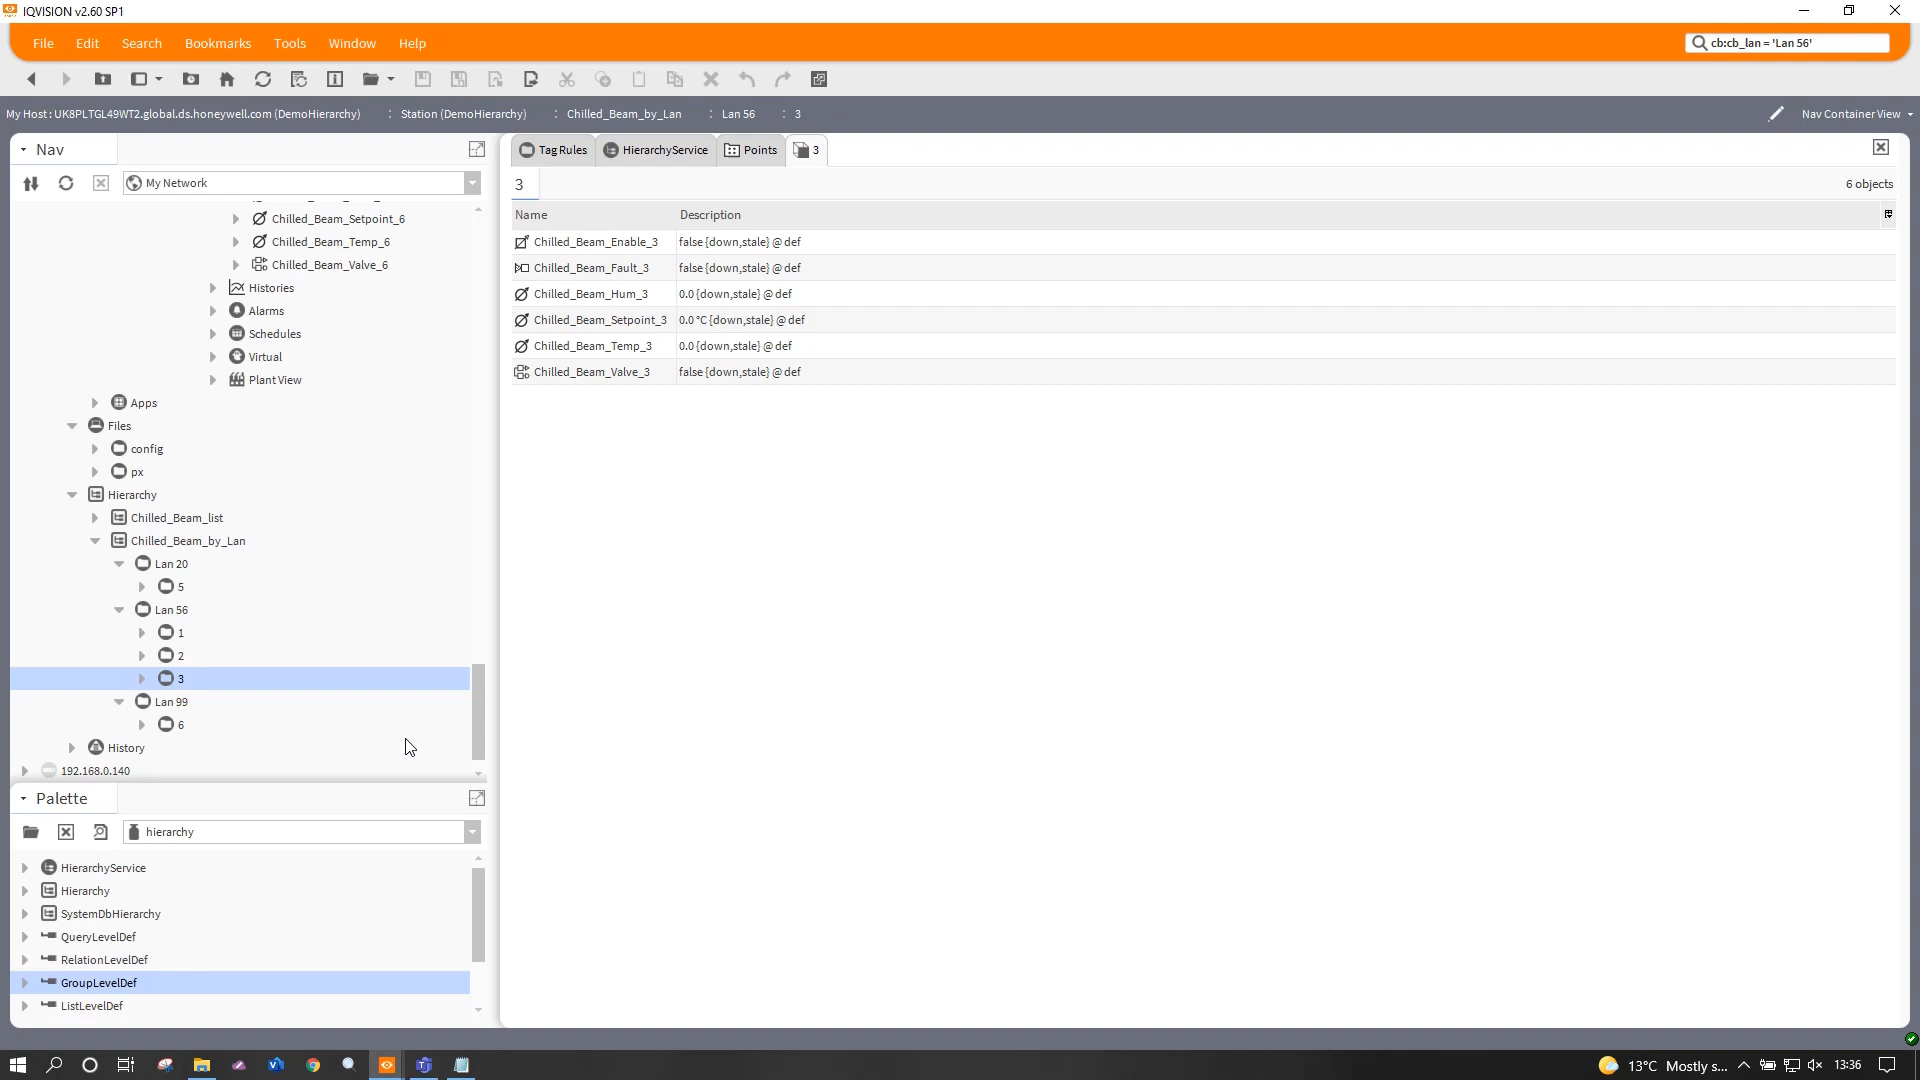 IQVISION v2.60 SP1
File Edit Search Bookmarks Tools Window Help
cb:cb_lan = 'Lan 56'
My Host : UK8PLTGL49WT2.global.ds.honeywell.com (DemoHierarchy) : Station (DemoHierarchy) : Chilled_Beam_by_Lan : Lan 56 : 3
Nav Container View
Nav
My Network
Chilled_Beam_Setpoint_6
Chilled_Beam_Temp_6
Chilled_Beam_Valve_6
Histories
Alarms
Schedules
Virtual
Plant View
Apps
Files
config
px
Hierarchy
Chilled_Beam_list
Chilled_Beam_by_Lan
Lan 20
5
Lan 56
1
2
3
Lan 99
6
History
192.168.0.140
Palette
hierarchy
HierarchyService
Hierarchy
SystemDbHierarchy
QueryLevelDef
RelationLevelDef
GroupLevelDef
ListLevelDef
Tag Rules HierarchyService Points 3
3 6 objects
Name Description
Chilled_Beam_Enable_3 false {down,stale} @ def
Chilled_Beam_Fault_3 false {down,stale} @ def
Chilled_Beam_Hum_3 0.0 {down,stale} @ def
Chilled_Beam_Setpoint_3 0.0 °C {down,stale} @ def
Chilled_Beam_Temp_3 0.0 {down,stale} @ def
Chilled_Beam_Valve_3 false {down,stale} @ def
13°C Mostly s... 13:36